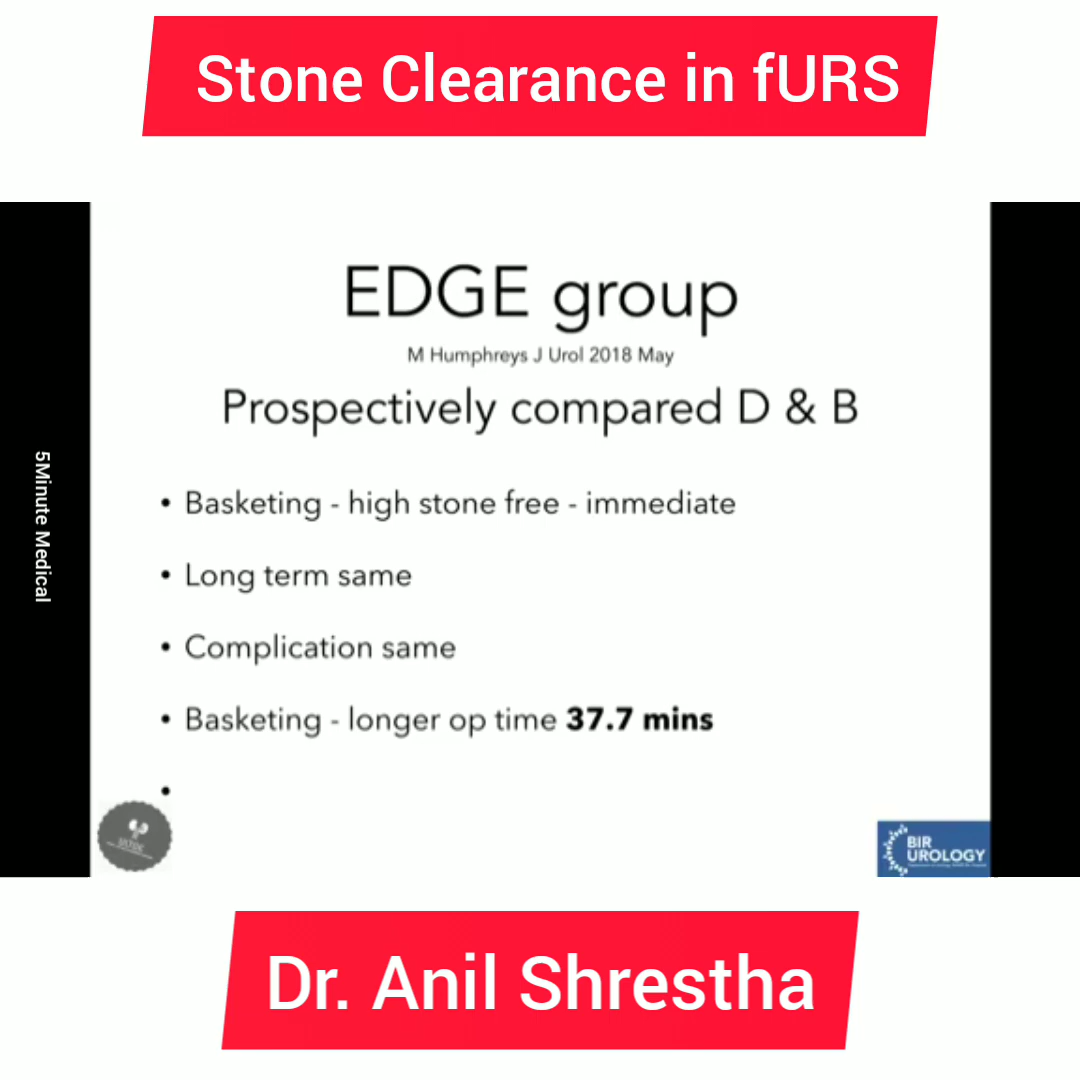 Stone Clearance in fURS
EDGE group
M Humphreys J Urol 2018 May
Prospectively compared D & B
• Basketing - high stone free - immediate
• Long term same
• Complication same
• Basketing - longer op time 37.7 mins
•
5Minute Medical
BIR
UROLOGY
Dr. Anil Shrestha